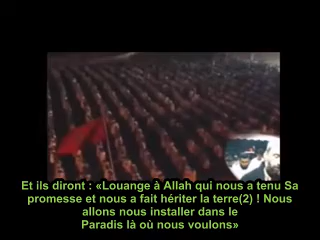 Et ils diront : «Louange à Allah qui nous a tenu Sa
promesse et nous a fait hériter la terre(2) ! Nous
allons nous installer dans le
Paradis là où nous voulons»